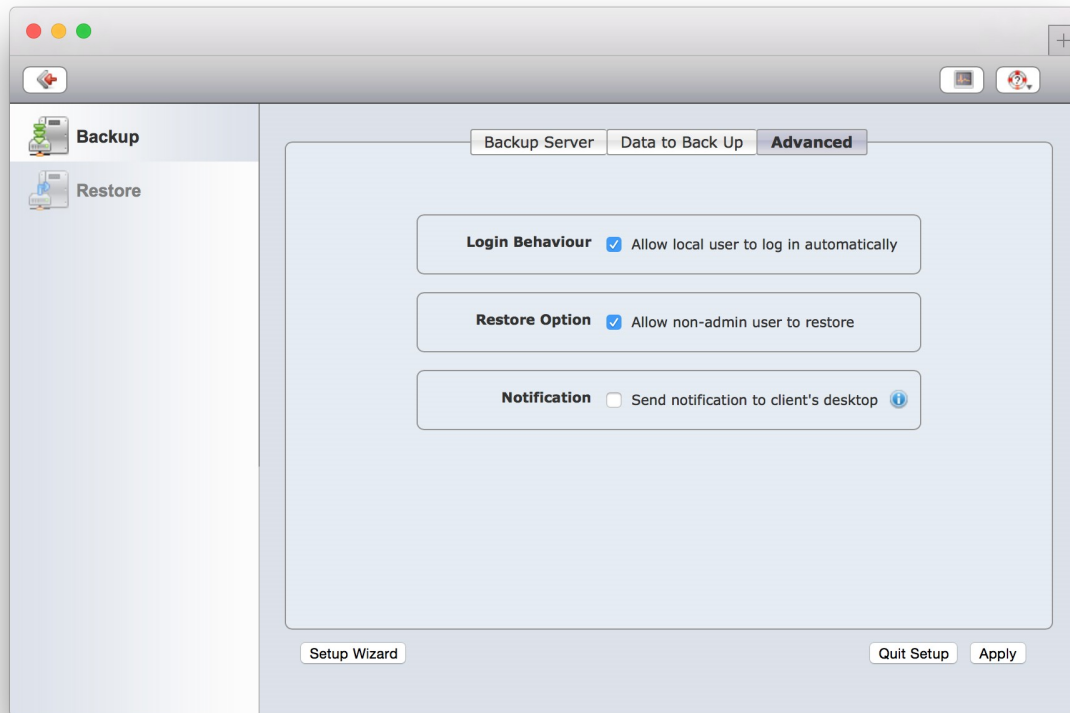 Backup
Restore
Backup Server
Data to Back Up
Advanced
Login Behaviour
Allow local user to log in automatically
Restore Option
Allow non-admin user to restore
Notification
Send notification to client's desktop
Setup Wizard
Quit Setup
Apply